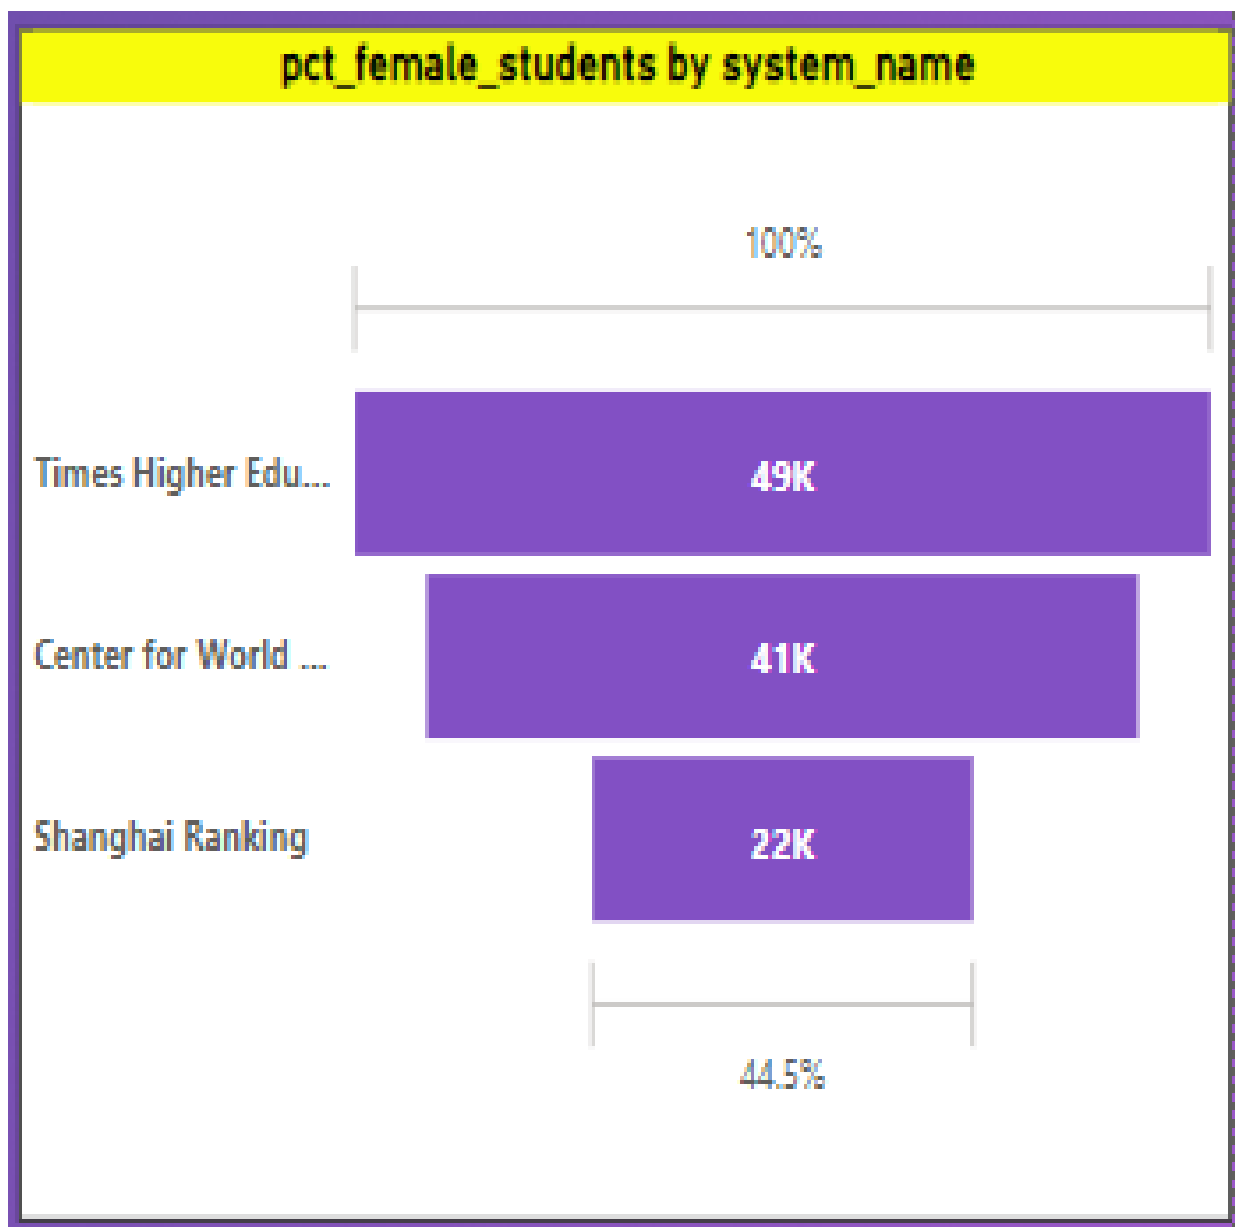 pct_female_students by system_name
100%
Times Higher Edu...
49K
Center for World ...
41K
Shanghai Ranking
22K
44.5%